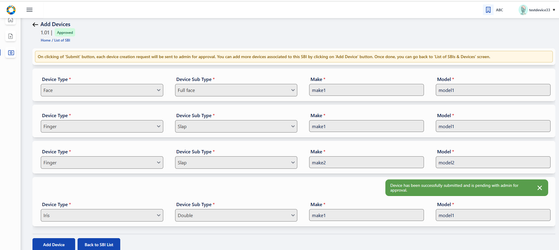 ABC
testdevice33
Add Devices
1.01 | Approved
Home / List of SBI
On clicking of 'Submit' button, each device creation request will be sent to admin for approval. You can add more devices associated to this SBI by clicking on 'Add Device' button. Once done, you can go back to 'List of SBIs & Devices' screen.
Device Type * Device Sub Type * Make * Model *
Face Full face make1 model1
Device Type * Device Sub Type * Make * Model *
Finger Slap make1 model1
Device Type * Device Sub Type * Make * Model *
Finger Slap make2 model2
Device has been successfully submitted and is pending with admin for
approval.
Device Type * Device Sub Type * Make * Model *
Iris Double make1 model1
Add Device Back to SBI List